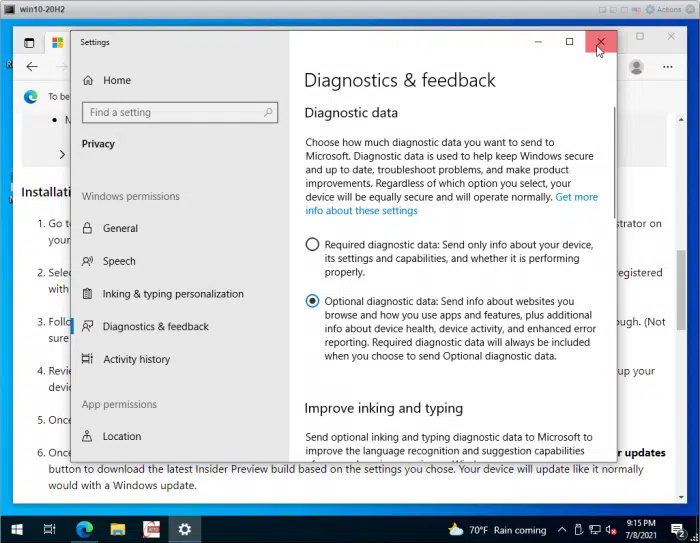 win10-20H2
Actions
Settings
To be
Home
Find a setting
Privacy
Windows permissions
General
Speech
Inking & typing personalization
Diagnostics & feedback
Activity history
App permissions
Location
Diagnostics & feedback
Diagnostic data
Choose how much diagnostic data you want to send to
Microsoft. Diagnostic data is used to help keep Windows secure
and up to date, troubleshoot problems, and make product
improvements. Regardless of which option you select, your
device will be equally secure and will operate normally. Get more
info about these settings
Required diagnostic data: Send only info about your device,
its settings and capabilities, and whether it is performing
properly.
Optional diagnostic data: Send info about websites you
browse and how you use apps and features, plus additional
info about device health, device activity, and enhanced error
reporting. Required diagnostic data will always be included
when you choose to send Optional diagnostic data.
Improve inking and typing
Send optional inking and typing diagnostic data to Microsoft to
improve the language recognition and suggestion capabilities
Installati
1. Go t
strator on
your
2. Selec
registered
with
3. Follo
ough. (Not
sure
4. Revie
up your
devic
5. Once
6. Once
r updates
button to download the latest Insider Preview build based on the settings you chose. Your device will update like it normally
would with a Windows update.
70°F Rain coming
9:15 PM
7/8/2021
2